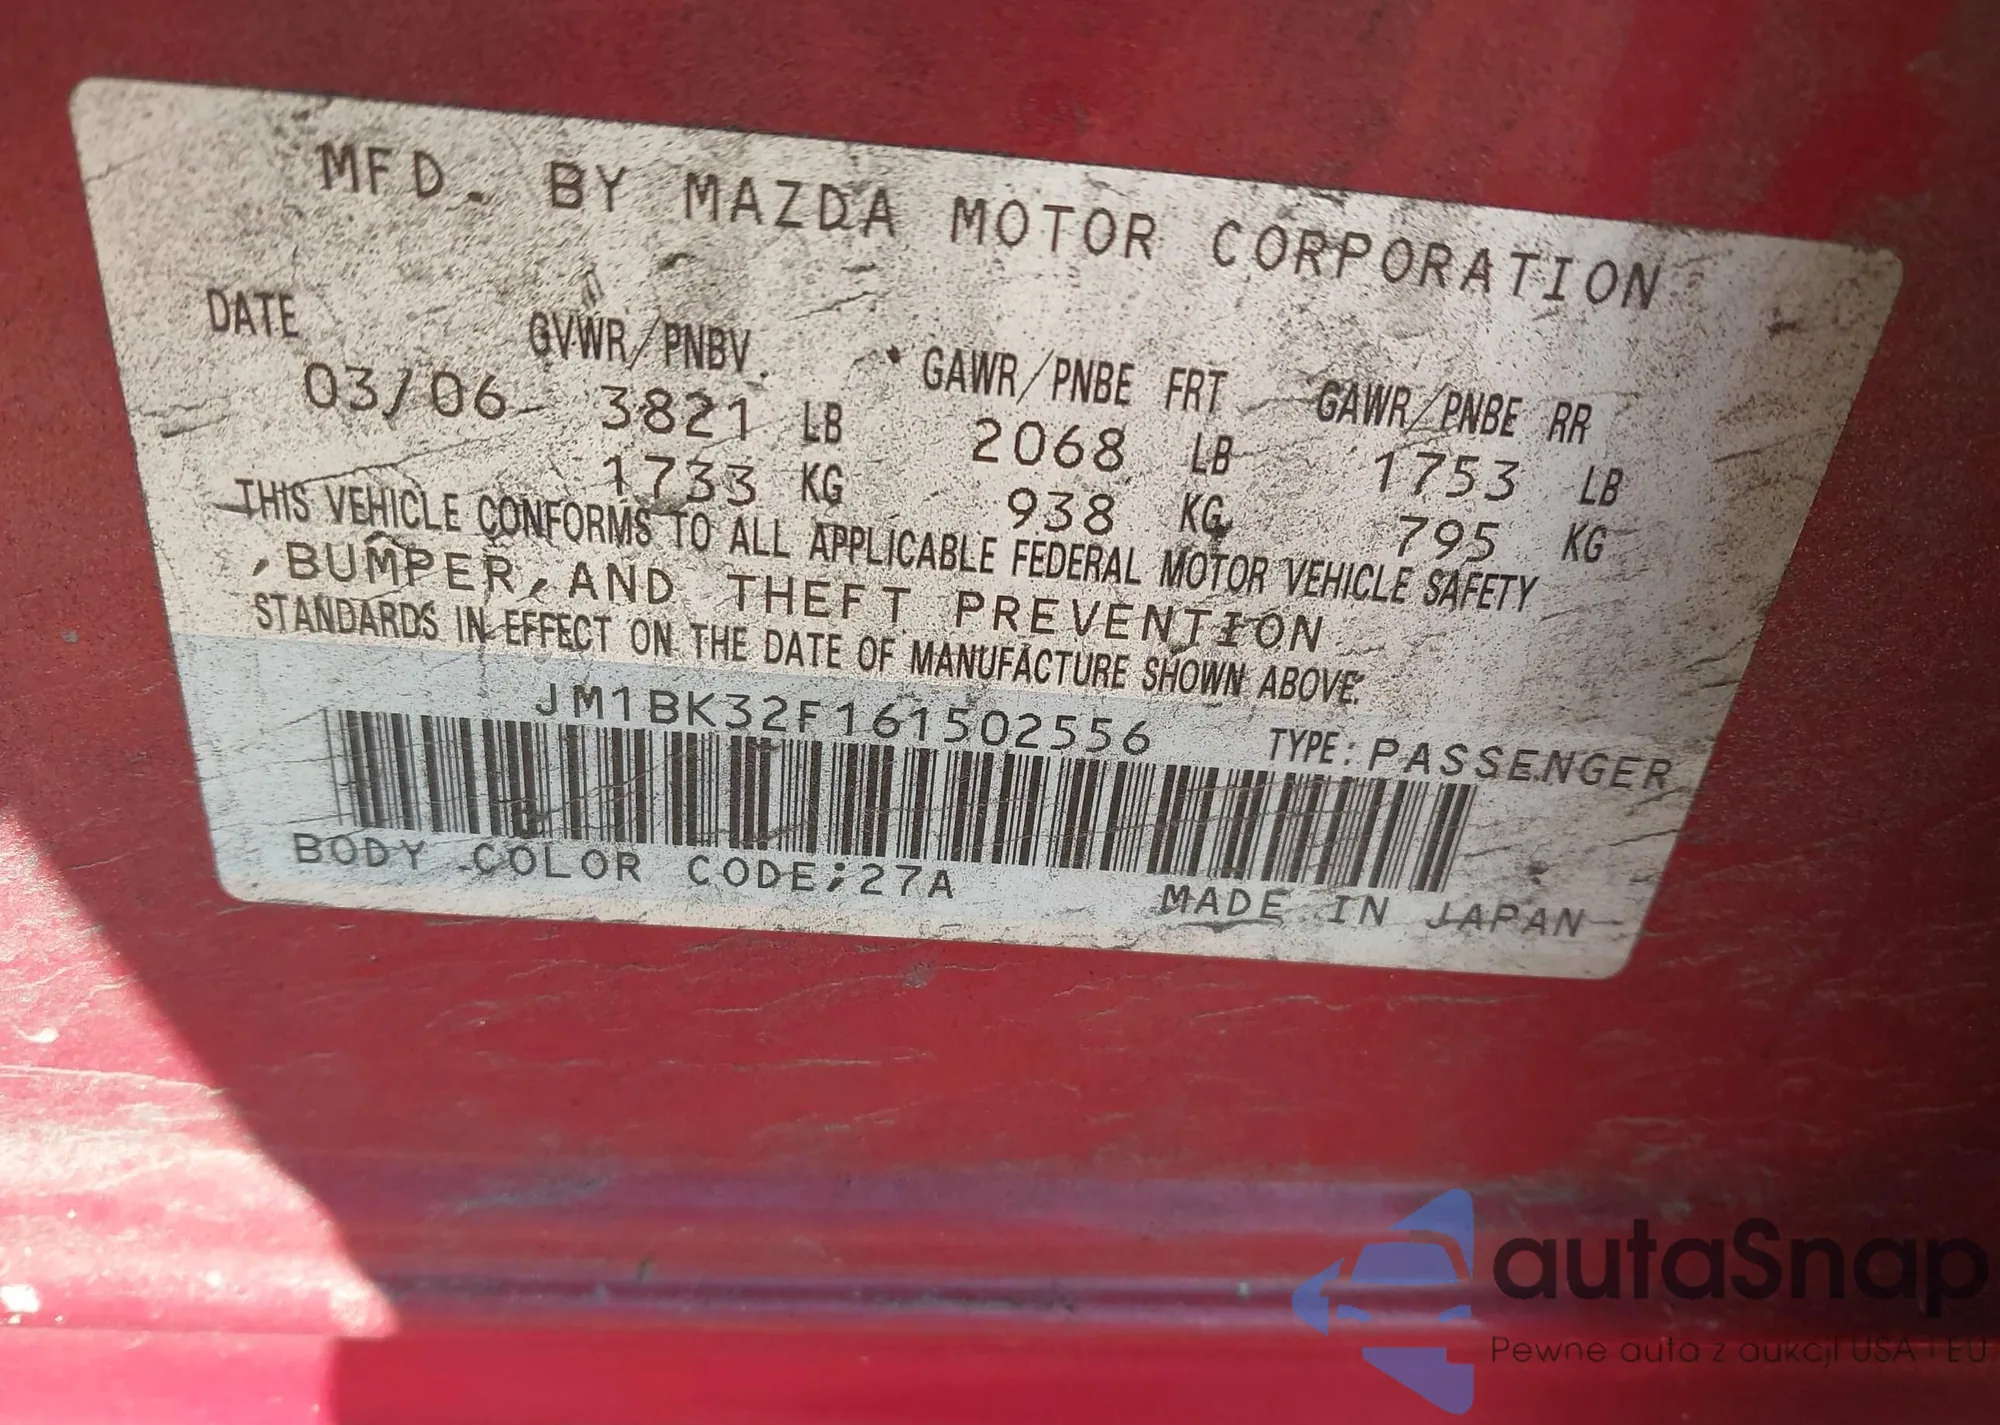 MFD. BY MAZDA MOTOR CORPORATION
DATE GVWR/PNBV GAWR/PNBE FRT GAWR/PNBE RR
03/06 3821 LB 2068 LB 1753 LB
1733 KG 938 KG 795 KG
THIS VEHICLE CONFORMS TO ALL APPLICABLE FEDERAL MOTOR VEHICLE SAFETY
, BUMPER, AND THEFT PREVENTION
STANDARDS IN EFFECT ON THE DATE OF MANUFACTURE SHOWN ABOVE.
JM1BK32F161502556 TYPE: PASSENGER
BODY COLOR CODE;27A MADE IN JAPAN
autaSnap
Pewne auta z aukcji USA i EU